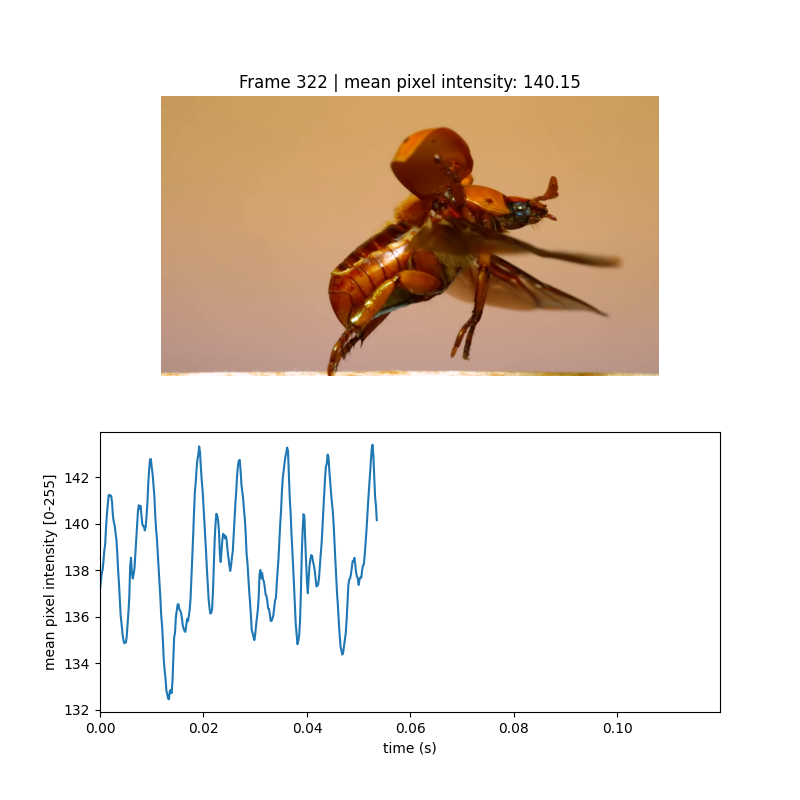 Frame 322 | mean pixel intensity: 140.15
142
140
138
136
134
132
mean pixel intensity [0-255]
0.00 0.02 0.04 0.06 0.08 0.10
time (s)